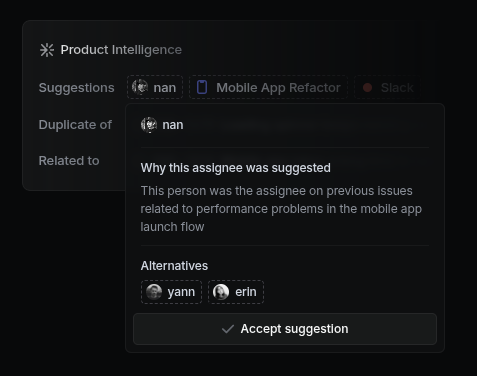 Product Intelligence
Suggestions nan Mobile App Refactor Slack
Duplicate of
nan
Related to
Why this assignee was suggested
This person was the assignee on previous issues
related to performance problems in the mobile app
launch flow
Alternatives
yann erin
Accept suggestion